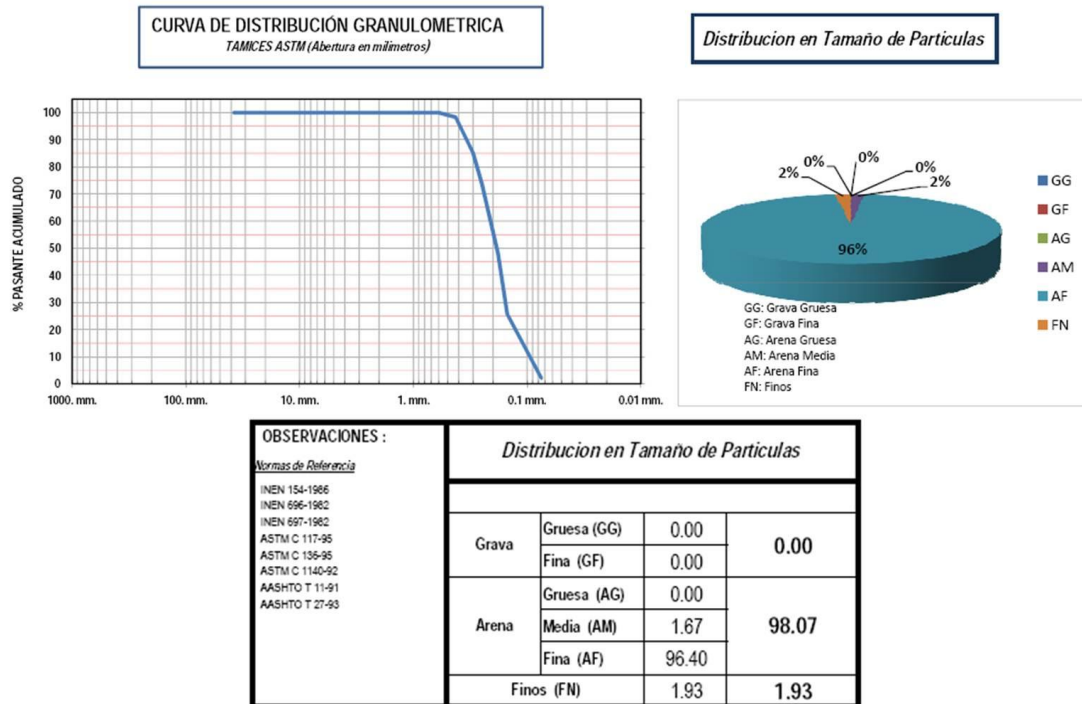 CURVA DE DISTRIBUCIÓN GRANULOMETRICA
TAMICES ASTM (Abertura en milimetros)
Distribucion en Tamaño de Particulas
% PASANTE ACUMULADO
100
90
80
70
60
50
40
30
20
10
0
1000. mm. 100. mm. 10. mm. 1. mm. 0.1 mm. 0.01 mm.
2% 0% 0% 0% 2%
96%
GG
GF
AG
AM
AF
FN
GG: Grava Gruesa
GF: Grava Fina
AG: Arena Gruesa
AM: Arena Media
AF: Arena Fina
FN: Finos
OBSERVACIONES :
Normas de Referencia
INEN 154-1986
INEN 696-1982
INEN 697-1982
ASTM C 117-95
ASTM C 136-95
ASTM C 1140-92
AASHTO T 11-91
AASHTO T 27-93
Distribucion en Tamaño de Particulas
Grava Gruesa (GG) 0.00 0.00
Fina (GF) 0.00
Arena Gruesa (AG) 0.00 98.07
Media (AM) 1.67
Fina (AF) 96.40
Finos (FN) 1.93 1.93